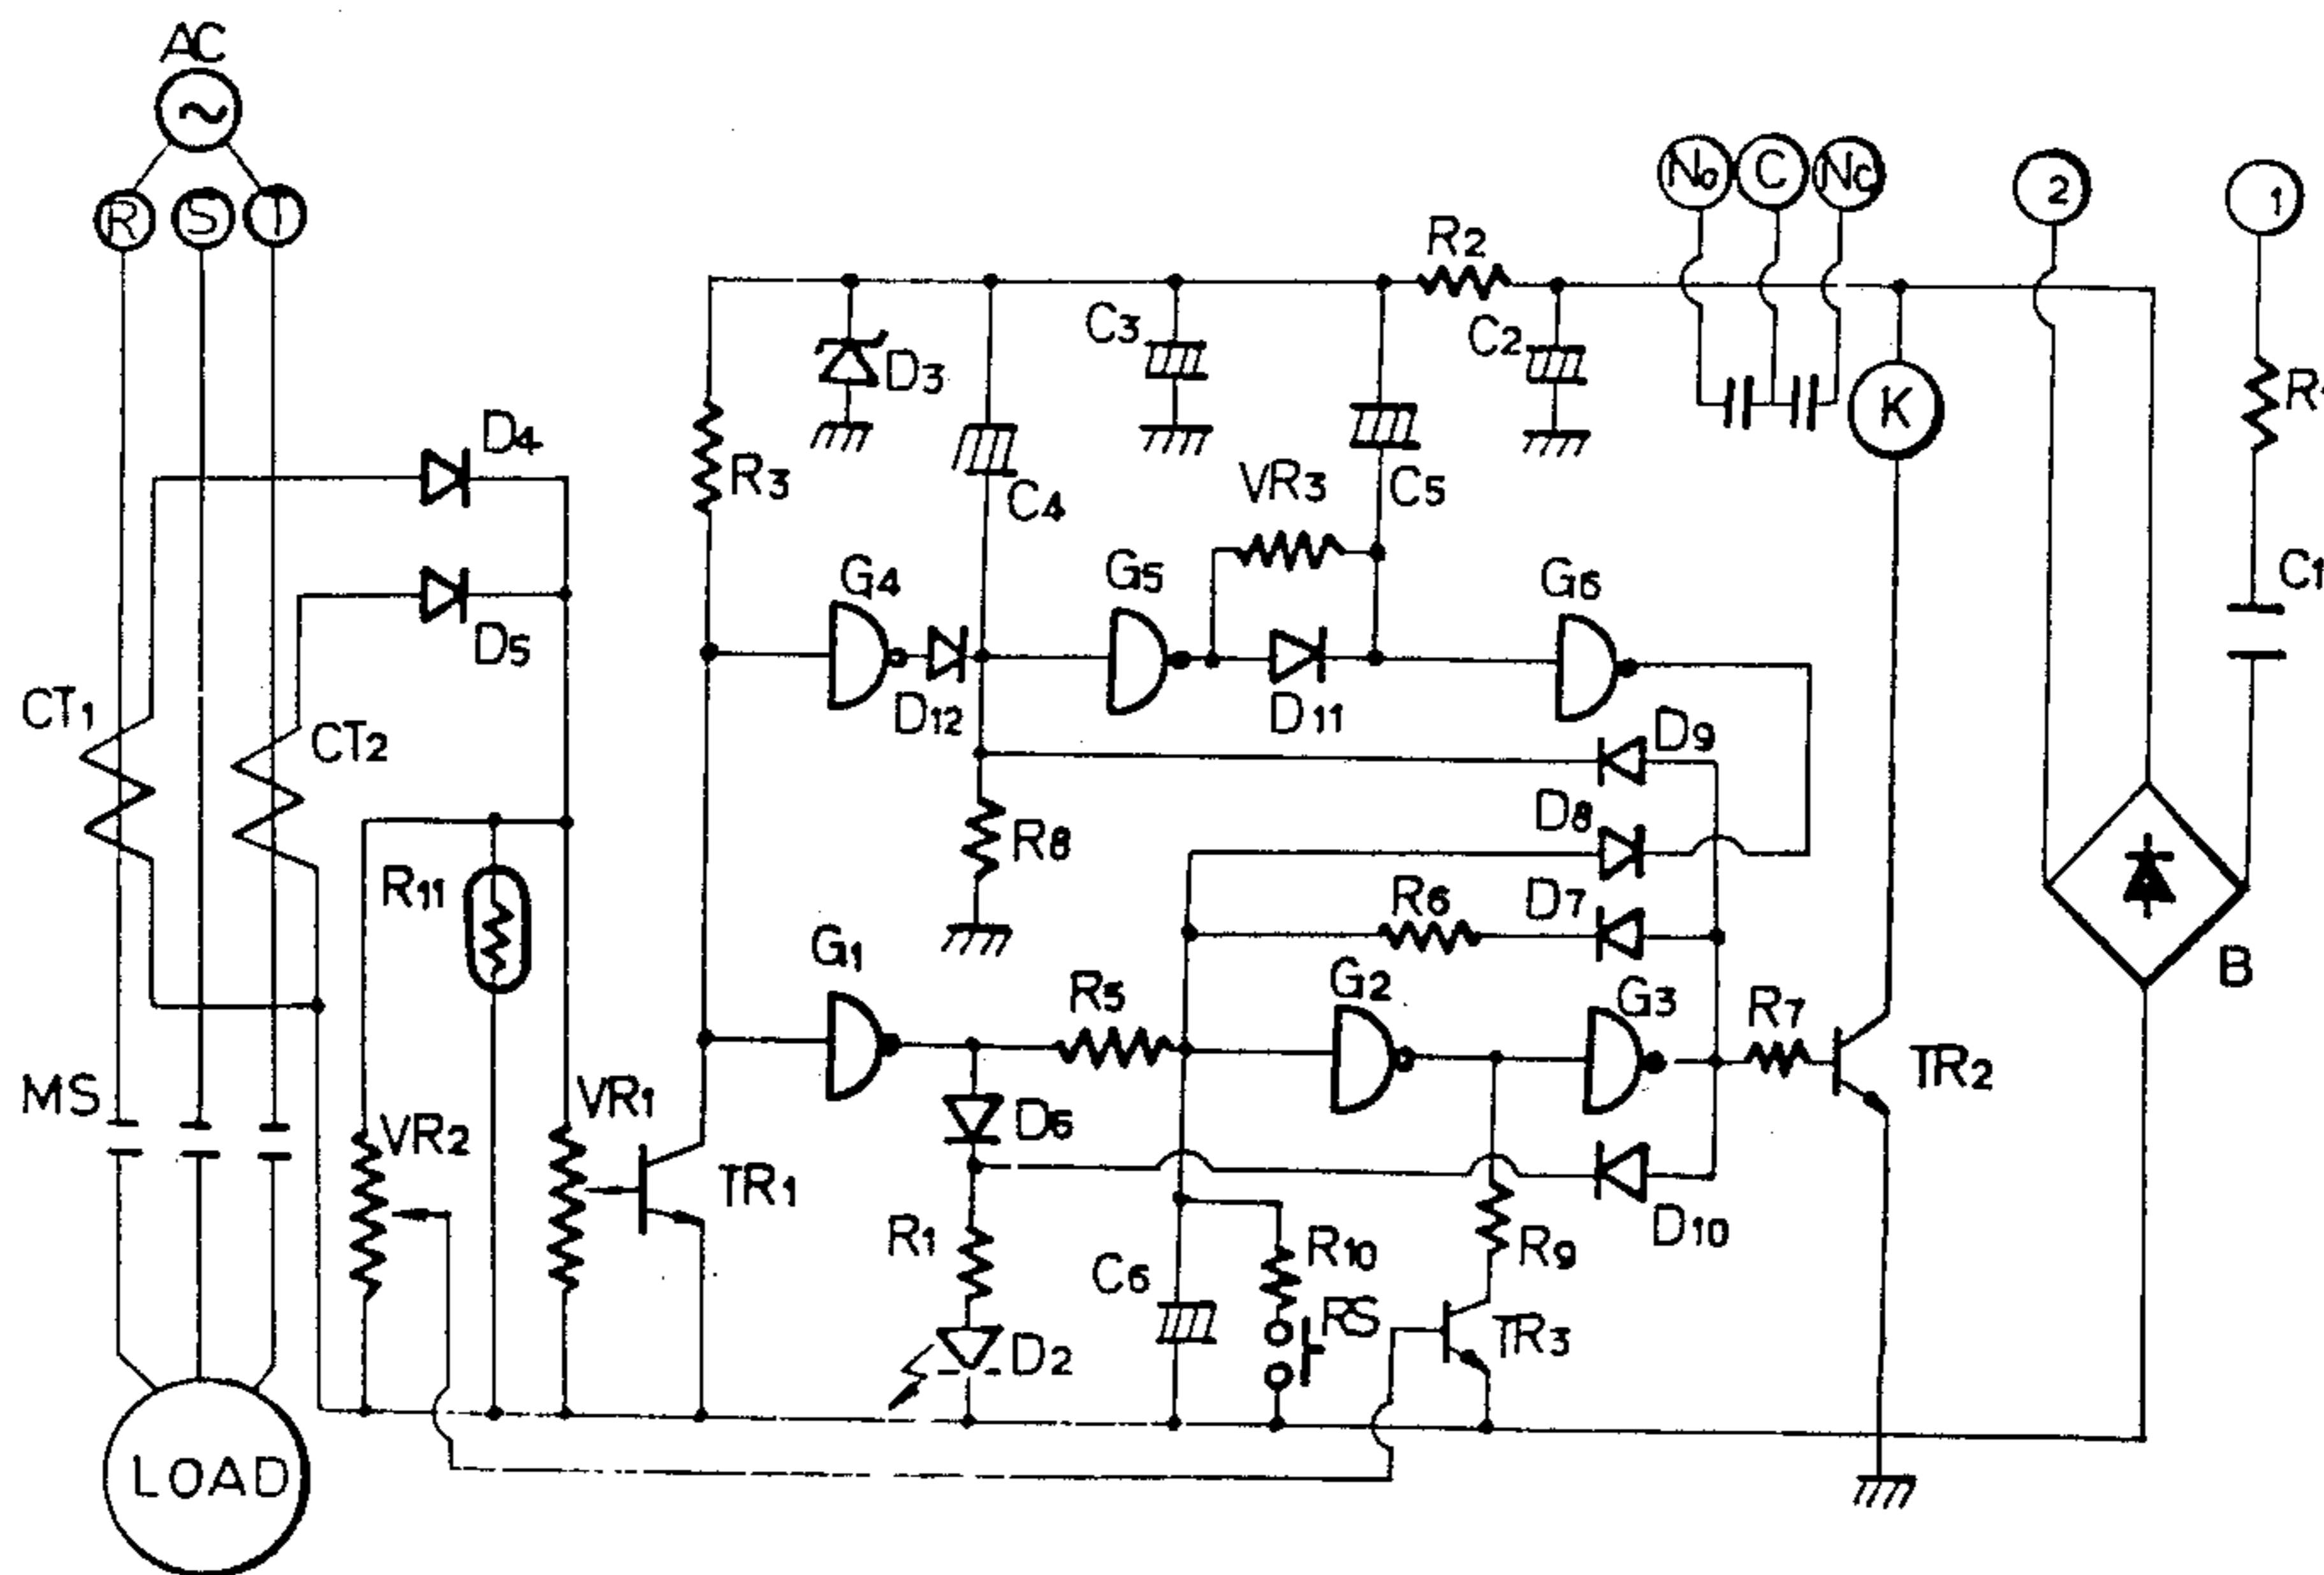 AC
R S T
No C Nc 2 1
R2
C3 C2 K
D3
D4
R3 VR3 C5
C4
C1
G4 G5 G6
D5
CT1 CT2
D12 D11 D9
D8
R8
R11 R6 D7
G1 R5 G2 G3 R7 B
MS VR2 VR1 D6 TR2
TR1
R1 R10 R9 D10
C6 RS TR3
D2
LOAD